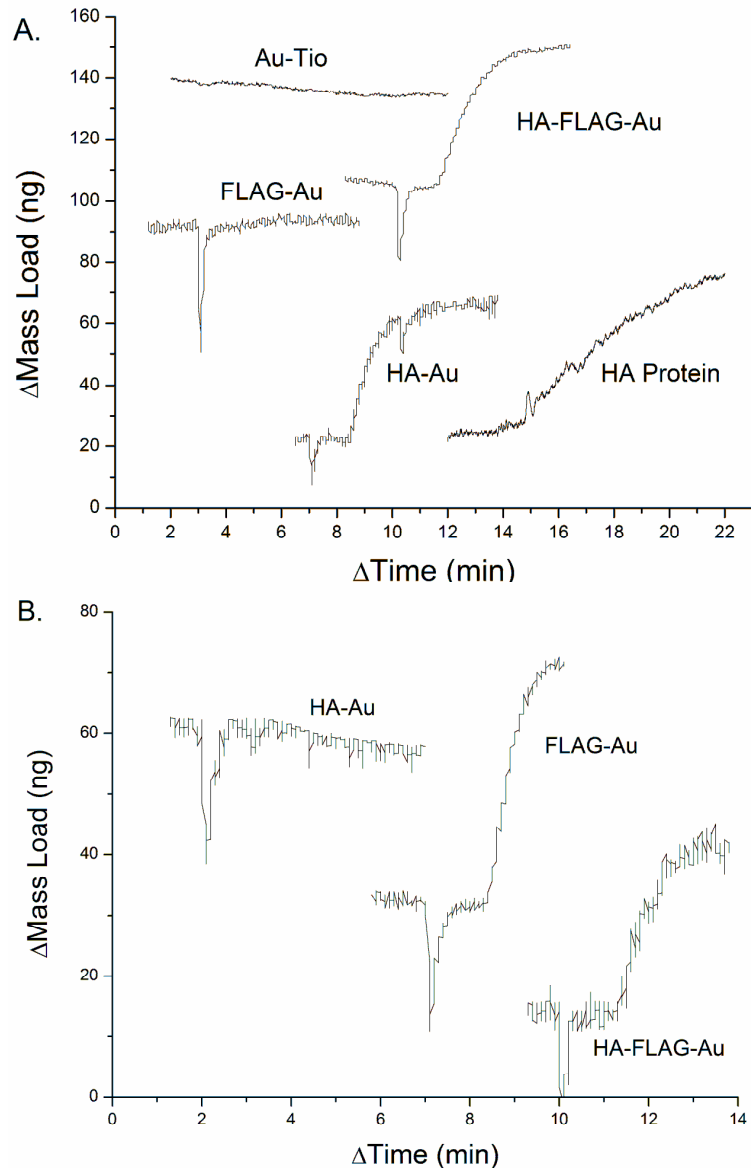 A.
160
140
120
100
80
60
40
20
0
ΔMass Load (ng)
Au-Tio
HA-FLAG-Au
FLAG-Au
HA-Au
HA Protein
0 2 4 6 8 10 12 14 16 18 20 22
ΔTime (min)
B.
80
60
40
20
0
ΔMass Load (ng)
HA-Au
FLAG-Au
HA-FLAG-Au
0 2 4 6 8 10 12 14
ΔTime (min)